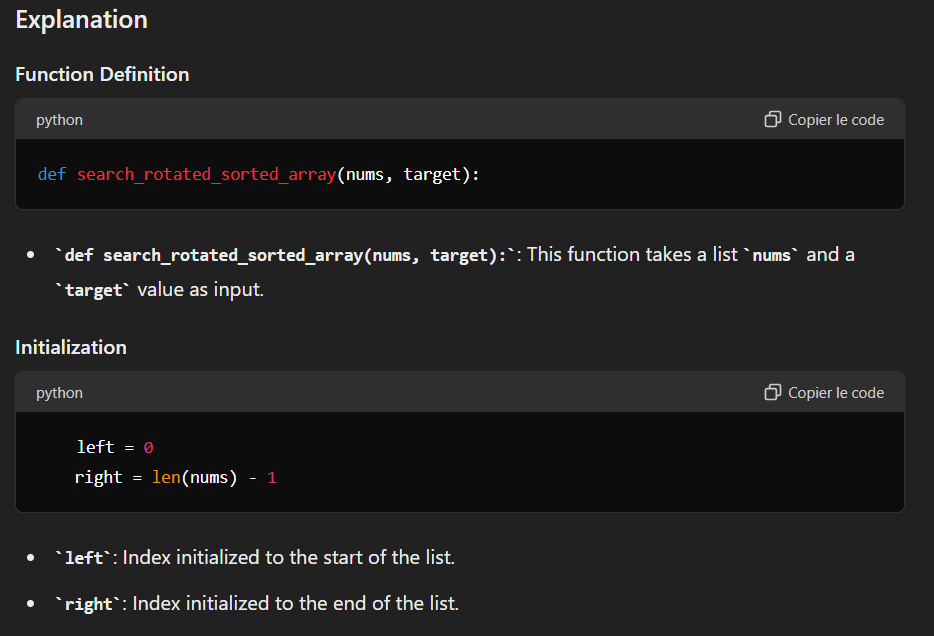 Explanation
Function Definition
python Copier le code
def search_rotated_sorted_array(nums, target):
• `def search_rotated_sorted_array(nums, target):`: This function takes a list `nums` and a
`target` value as input.
Initialization
python Copier le code
left = 0
right = len(nums) - 1
• `left`: Index initialized to the start of the list.
• `right`: Index initialized to the end of the list.